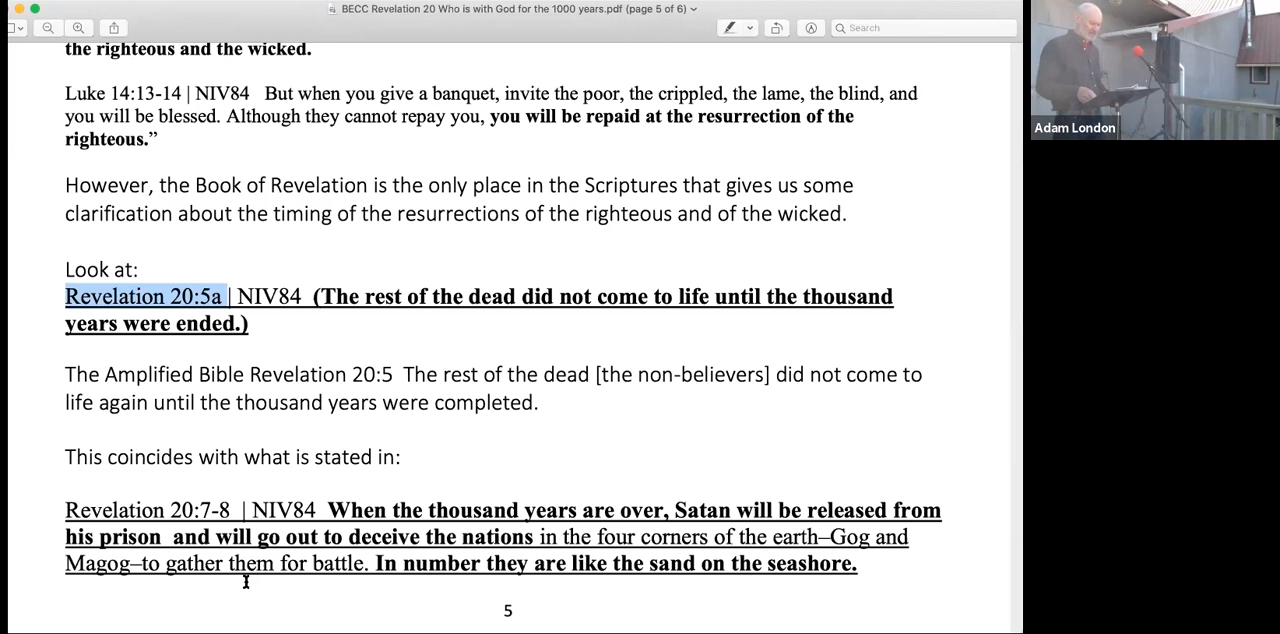 BECC Revelation 20 Who is with God for the 1000 years.pdf (page 5 of 6)
Search
the righteous and the wicked.
Luke 14:13-14 | NIV84 But when you give a banquet, invite the poor, the crippled, the lame, the blind, and
you will be blessed. Although they cannot repay you, you will be repaid at the resurrection of the
righteous.”
However, the Book of Revelation is the only place in the Scriptures that gives us some
clarification about the timing of the resurrections of the righteous and of the wicked.
Look at:
Revelation 20:5a | NIV84 (The rest of the dead did not come to life until the thousand
years were ended.)
The Amplified Bible Revelation 20:5 The rest of the dead [the non-believers] did not come to
life again until the thousand years were completed.
This coincides with what is stated in:
Revelation 20:7-8 | NIV84 When the thousand years are over, Satan will be released from
his prison and will go out to deceive the nations in the four corners of the earth–Gog and
Magog–to gather them for battle. In number they are like the sand on the seashore.
5
Adam London